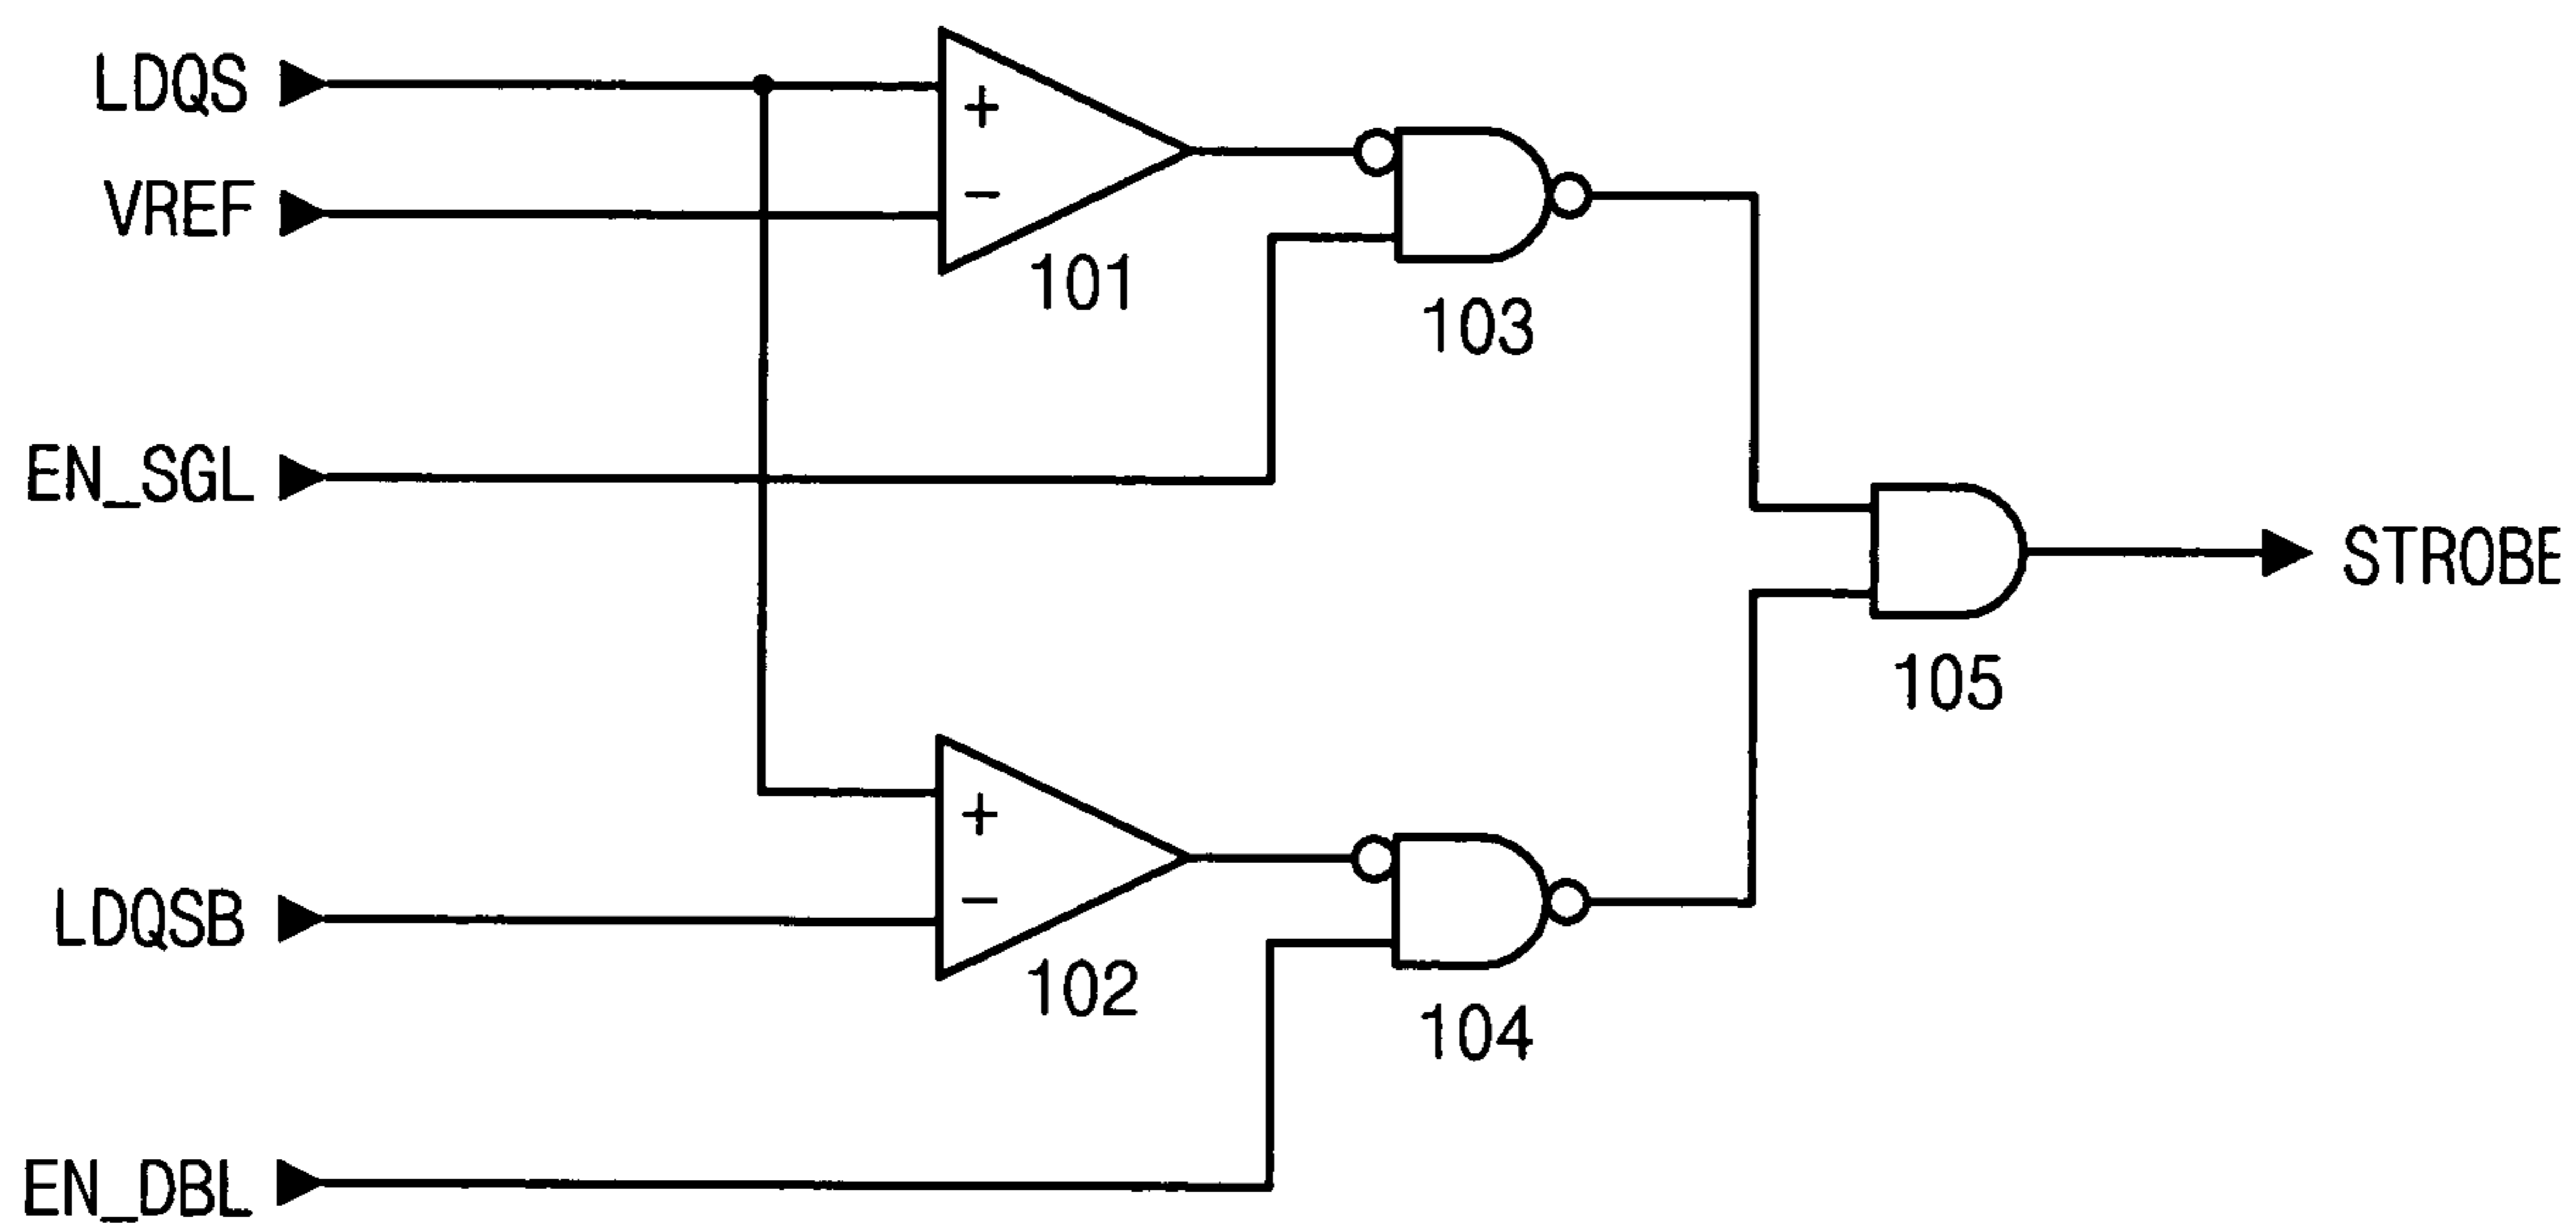 LDQS
+
VREF
−
101
103
EN_SGL
STROBE
105
+
LDQSB
−
102
104
EN_DBL